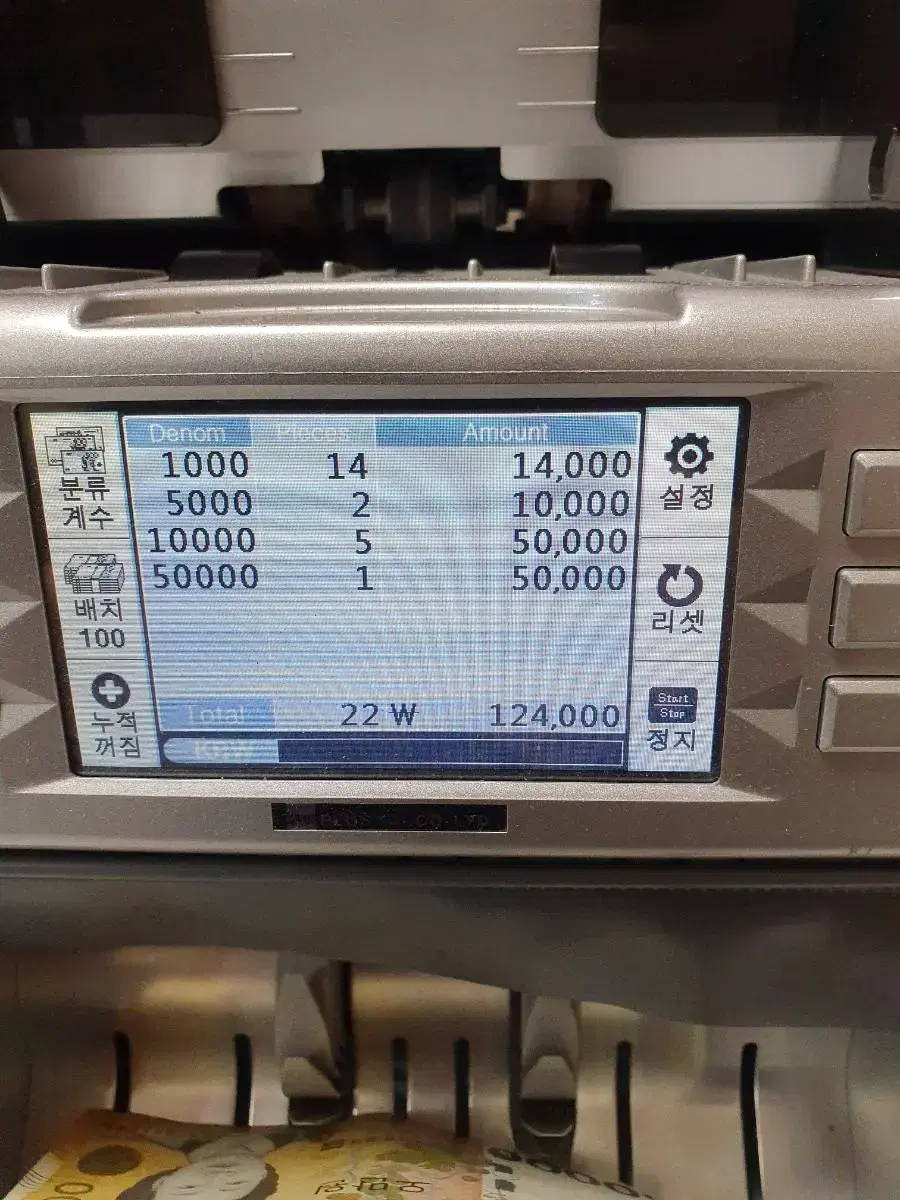 Denom Pieces Amount
1000 14 14,000
5000 2 10,000
10000 5 50,000
50000 1 50,000
Total 22 ₩ 124,000
분류
계수
배치
100
누적
꺼짐
설정
리셋
Start
Stop
정지
CO.LTD